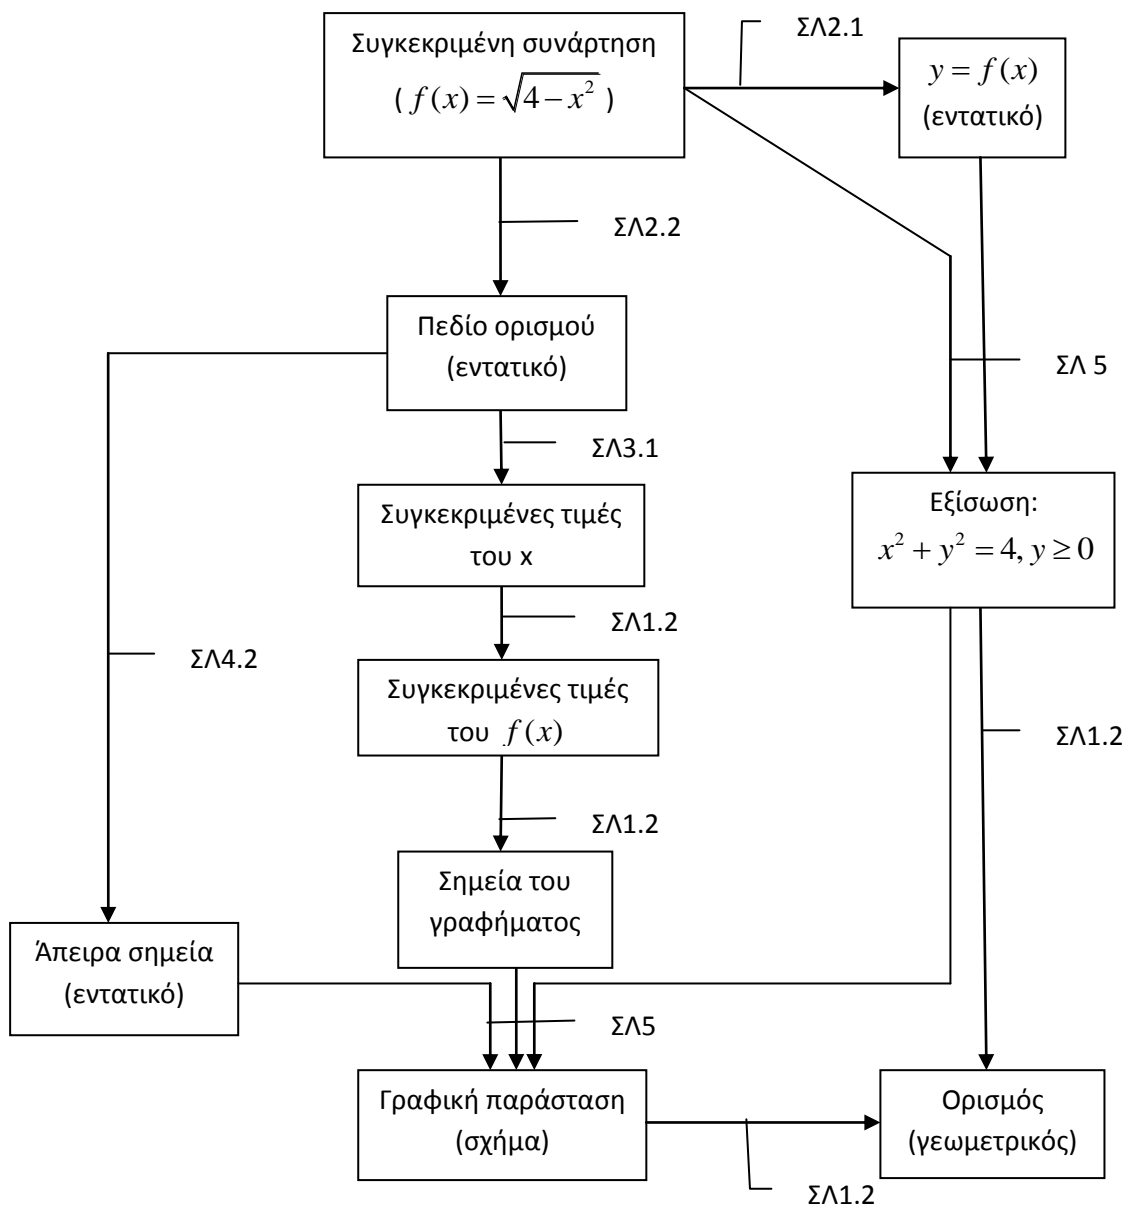 Συγκεκριμένη συνάρτηση
( f(x) = √4 − x² )
ΣΛ2.1
y = f(x)
(εντατικό)
ΣΛ2.2
Πεδίο ορισμού
(εντατικό)
ΣΛ 5
ΣΛ3.1
Συγκεκριμένες τιμές
του x
Εξίσωση:
x² + y² = 4, y ≥ 0
ΣΛ1.2
ΣΛ4.2
Συγκεκριμένες τιμές
του f(x)
ΣΛ1.2
ΣΛ1.2
Σημεία του
γραφήματος
Άπειρα σημεία
(εντατικό)
ΣΛ5
Γραφική παράσταση
(σχήμα)
Ορισμός
(γεωμετρικός)
ΣΛ1.2